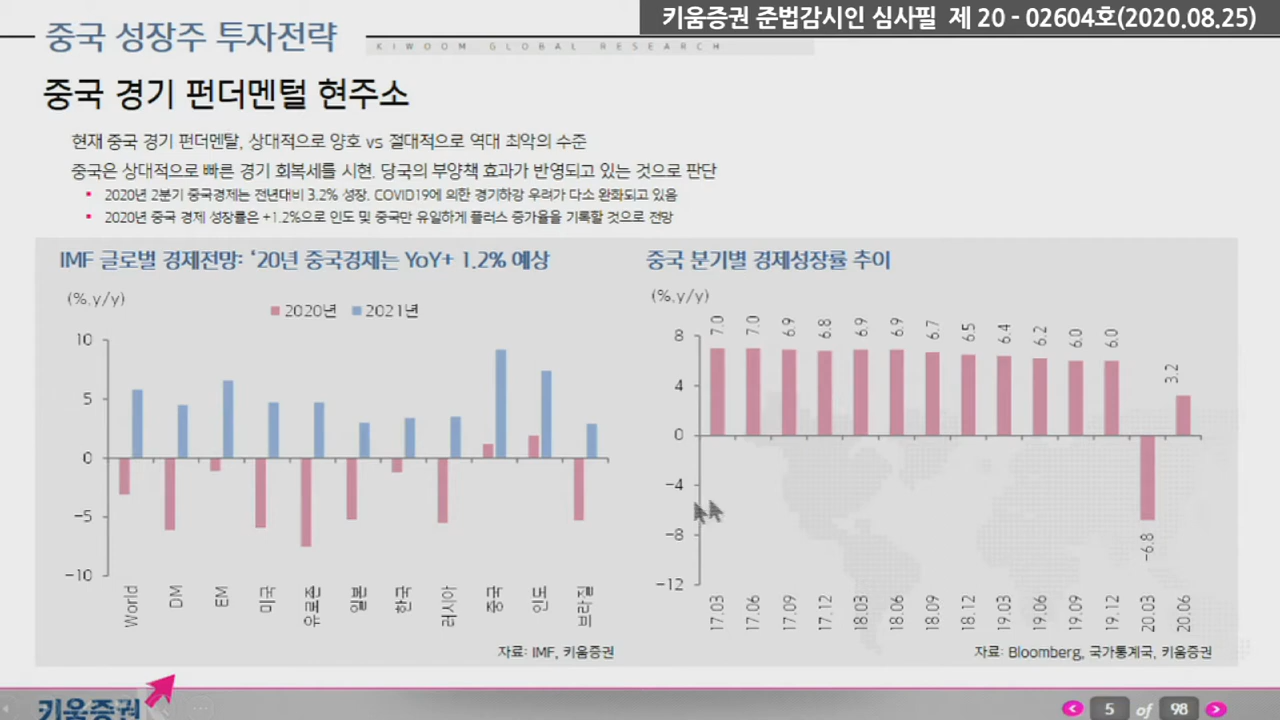 키움증권 준법감시인 심사필 제 20 - 02604호(2020.08.25)
중국 성장주 투자전략
KIWOOM GLOBAL RESEARCH
중국 경기 펀더멘털 현주소
현재 중국 경기 펀더멘탈, 상대적으로 양호 vs 절대적으로 역대 최악의 수준
중국은 상대적으로 빠른 경기 회복세를 시현. 당국의 부양책 효과가 반영되고 있는 것으로 판단
2020년 2분기 중국경제는 전년대비 3.2% 성장. COVID19에 의한 경기하강 우려가 다소 완화되고 있음
2020년 중국 경제 성장률은 +1.2%으로 인도 및 중국만 유일하게 플러스 증가율을 기록할 것으로 전망
IMF 글로벌 경제전망: ‘20년 중국경제는 YoY+ 1.2% 예상
(%,y/y)
2020년 2021년
10
5
0
-5
-10
World DM EM 미국 유로존 일본 한국 러시아 중국 인도 브라질
자료: IMF, 키움증권
중국 분기별 경제성장률 추이
(%,y/y)
8
4
0
-4
-8
-12
7.0 7.0 6.9 6.8 6.9 6.9 6.7 6.5 6.4 6.2 6.0 6.0 -6.8 3.2
17.03 17.06 17.09 17.12 18.03 18.06 18.09 18.12 19.03 19.06 19.09 19.12 20.03 20.06
자료: Bloomberg, 국가통계국, 키움증권
키움증권
5 of 98